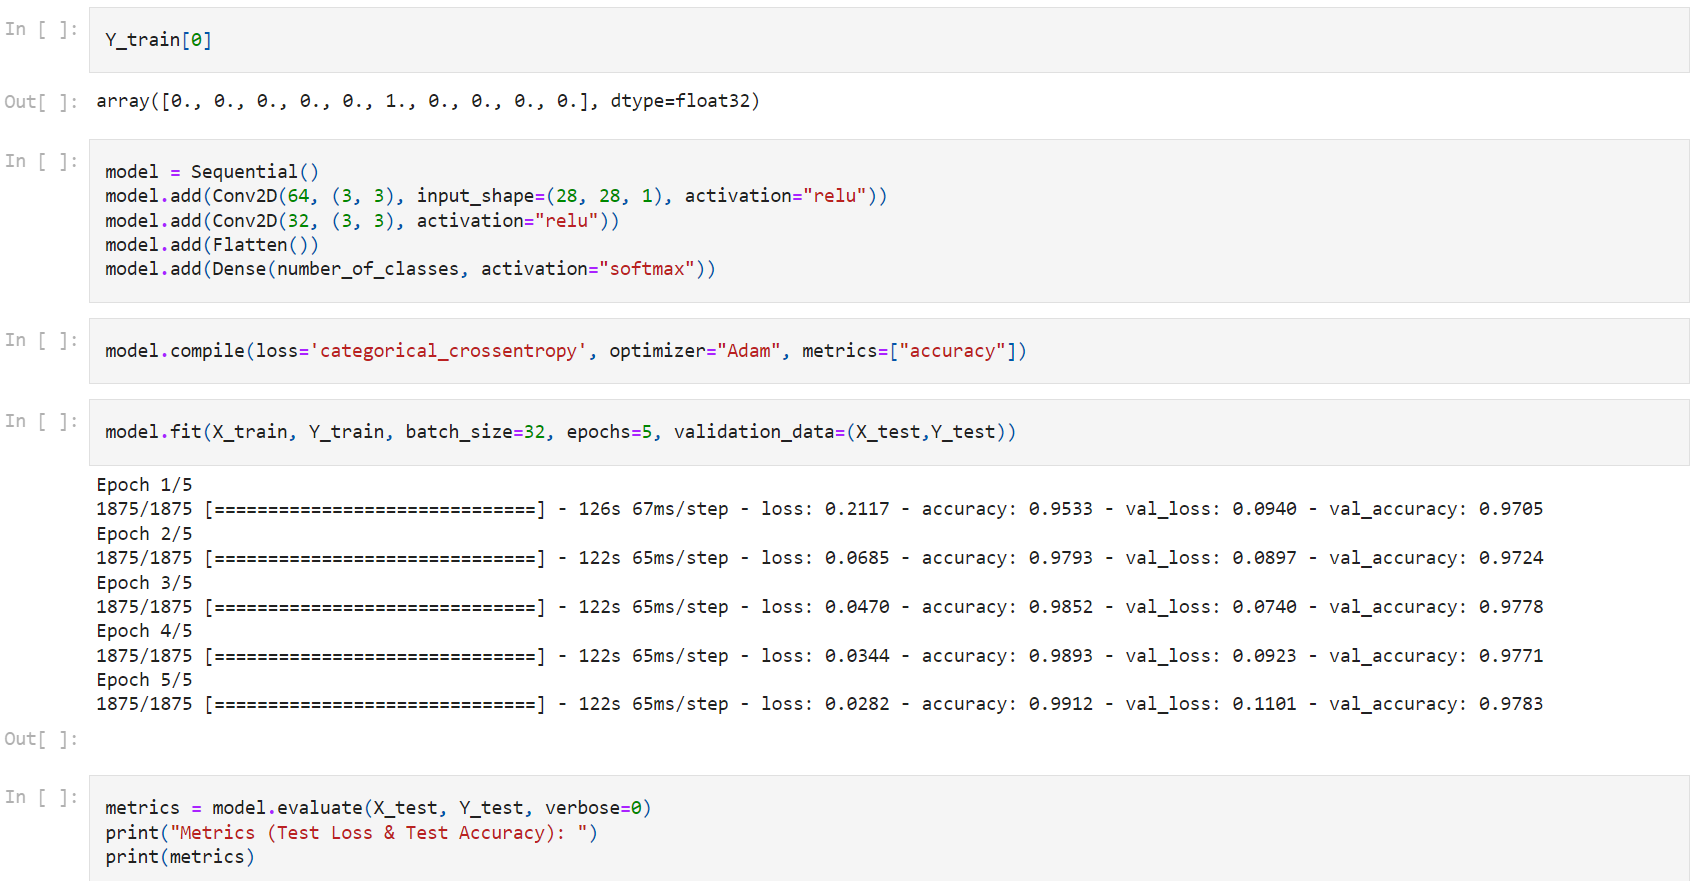 In [ ]:
Y_train[0]
Out[ ]:
array([0., 0., 0., 0., 0., 1., 0., 0., 0., 0.], dtype=float32)
In [ ]:
model = Sequential()
model.add(Conv2D(64, (3, 3), input_shape=(28, 28, 1), activation="relu"))
model.add(Conv2D(32, (3, 3), activation="relu"))
model.add(Flatten())
model.add(Dense(number_of_classes, activation="softmax"))
In [ ]:
model.compile(loss='categorical_crossentropy', optimizer="Adam", metrics=["accuracy"])
In [ ]:
model.fit(X_train, Y_train, batch_size=32, epochs=5, validation_data=(X_test,Y_test))
Epoch 1/5
1875/1875 [==============================] - 126s 67ms/step - loss: 0.2117 - accuracy: 0.9533 - val_loss: 0.0940 - val_accuracy: 0.9705
Epoch 2/5
1875/1875 [==============================] - 122s 65ms/step - loss: 0.0685 - accuracy: 0.9793 - val_loss: 0.0897 - val_accuracy: 0.9724
Epoch 3/5
1875/1875 [==============================] - 122s 65ms/step - loss: 0.0470 - accuracy: 0.9852 - val_loss: 0.0740 - val_accuracy: 0.9778
Epoch 4/5
1875/1875 [==============================] - 122s 65ms/step - loss: 0.0344 - accuracy: 0.9893 - val_loss: 0.0923 - val_accuracy: 0.9771
Epoch 5/5
1875/1875 [==============================] - 122s 65ms/step - loss: 0.0282 - accuracy: 0.9912 - val_loss: 0.1101 - val_accuracy: 0.9783
Out[ ]:
In [ ]:
metrics = model.evaluate(X_test, Y_test, verbose=0)
print("Metrics (Test Loss & Test Accuracy): ")
print(metrics)